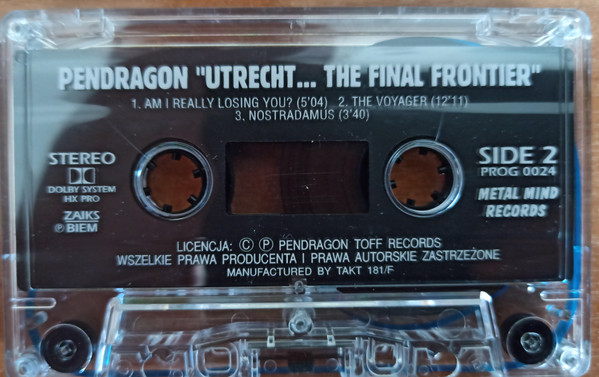 PENDRAGON "UTRECHT... THE FINAL FRONTIER"
1. AM I REALLY LOSING YOU? (5'04) 2. THE VOYAGER (12'11)
3. NOSTRADAMUS (3'40)
STEREO
DOLBY SYSTEM
HX PRO
ZAIKS
Ⓟ BIEM
SIDE 2
PROG 0024
METAL MIND
RECORDS
LICENCJA: © Ⓟ PENDRAGON TOFF RECORDS
WSZELKIE PRAWA PRODUCENTA I PRAWA AUTORSKIE ZASTRZEŻONE
MANUFACTURED BY TAKT 181/F